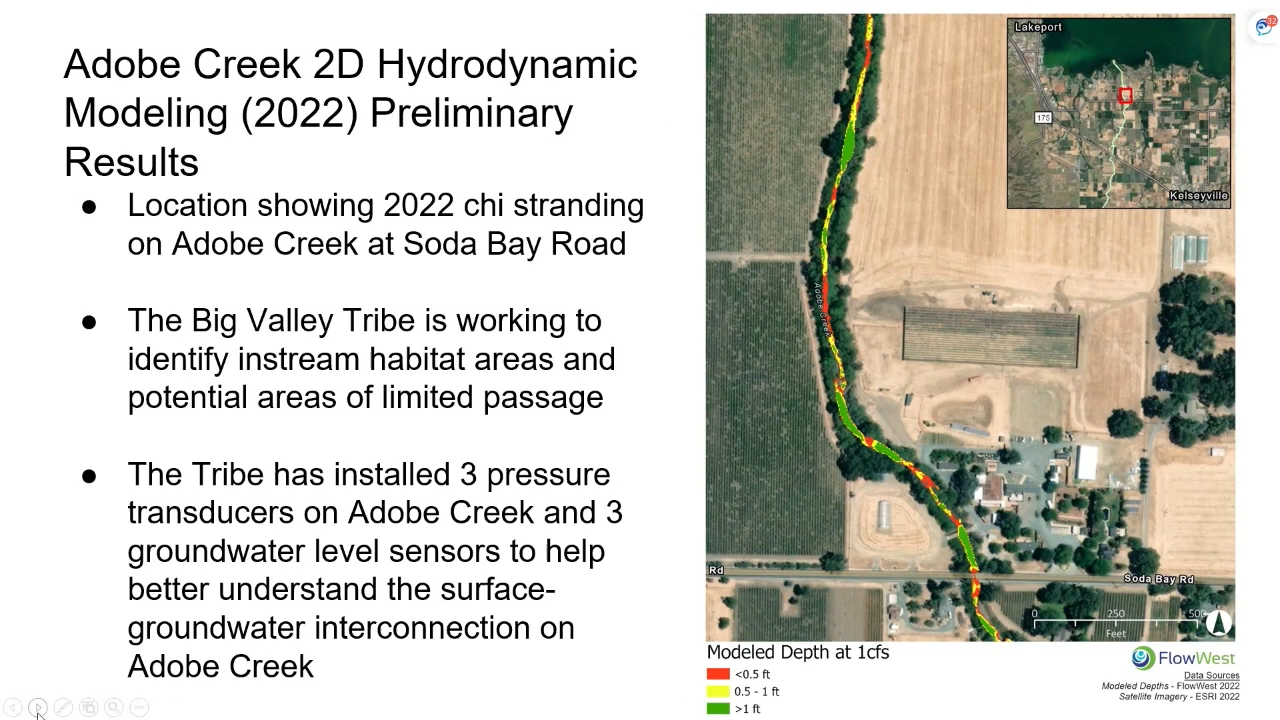 Adobe Creek 2D Hydrodynamic
Modeling (2022) Preliminary
Results
● Location showing 2022 chi stranding
on Adobe Creek at Soda Bay Road
● The Big Valley Tribe is working to
identify instream habitat areas and
potential areas of limited passage
● The Tribe has installed 3 pressure
transducers on Adobe Creek and 3
groundwater level sensors to help
better understand the surface-
groundwater interconnection on
Adobe Creek
Lakeport
175
Kelseyville
Adobe Creek
Rd
Soda Bay Rd
0 250 500
Feet
Modeled Depth at 1cfs
<0.5 ft
0.5 - 1 ft
>1 ft
FlowWest
Data Sources
Modeled Depths - FlowWest 2022
Satellite Imagery - ESRI 2022
32